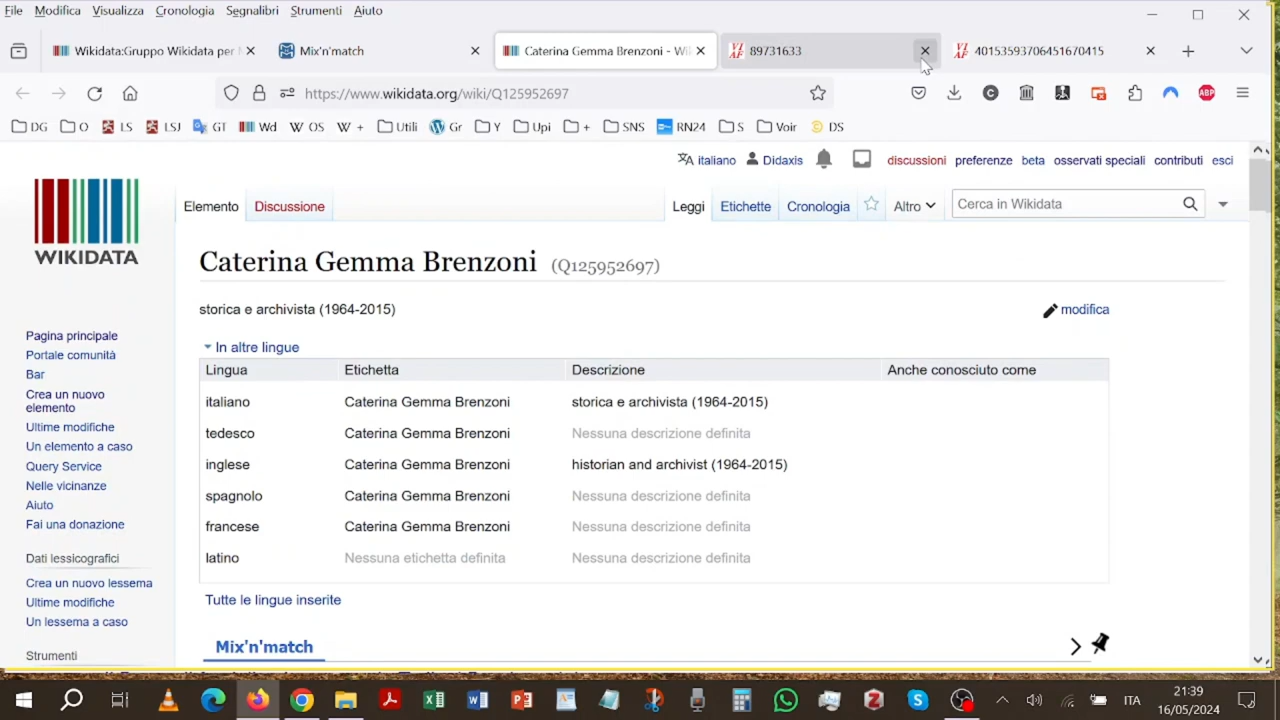 File Modifica Visualizza Cronologia Segnalibri Strumenti Aiuto
Wikidata:Gruppo Wikidata per
Mix'n'match
Caterina Gemma Brenzoni - Wi
VIAF 89731633
VIAF 40153593706451670415
https://www.wikidata.org/wiki/Q125952697
ABP
DG O LS LSJ GT Wd OS W + Utili Gr Y Upi + SNS RN24 S Voir DS
italiano Didaxis discussioni preferenze beta osservati speciali contributi esci
WIKIDATA
Elemento Discussione Leggi Etichette Cronologia Altro Cerca in Wikidata
Caterina Gemma Brenzoni (Q125952697)
storica e archivista (1964-2015)
modifica
In altre lingue
Lingua Etichetta Descrizione Anche conosciuto come
italiano Caterina Gemma Brenzoni storica e archivista (1964-2015)
tedesco Caterina Gemma Brenzoni Nessuna descrizione definita
inglese Caterina Gemma Brenzoni historian and archivist (1964-2015)
spagnolo Caterina Gemma Brenzoni Nessuna descrizione definita
francese Caterina Gemma Brenzoni Nessuna descrizione definita
latino Nessuna etichetta definita Nessuna descrizione definita
Tutte le lingue inserite
Mix'n'match
Pagina principale
Portale comunità
Bar
Crea un nuovo
elemento
Ultime modifiche
Un elemento a caso
Query Service
Nelle vicinanze
Aiuto
Fai una donazione
Dati lessicografici
Crea un nuovo lessema
Ultime modifiche
Un lessema a caso
Strumenti
ITA
21:39
16/05/2024